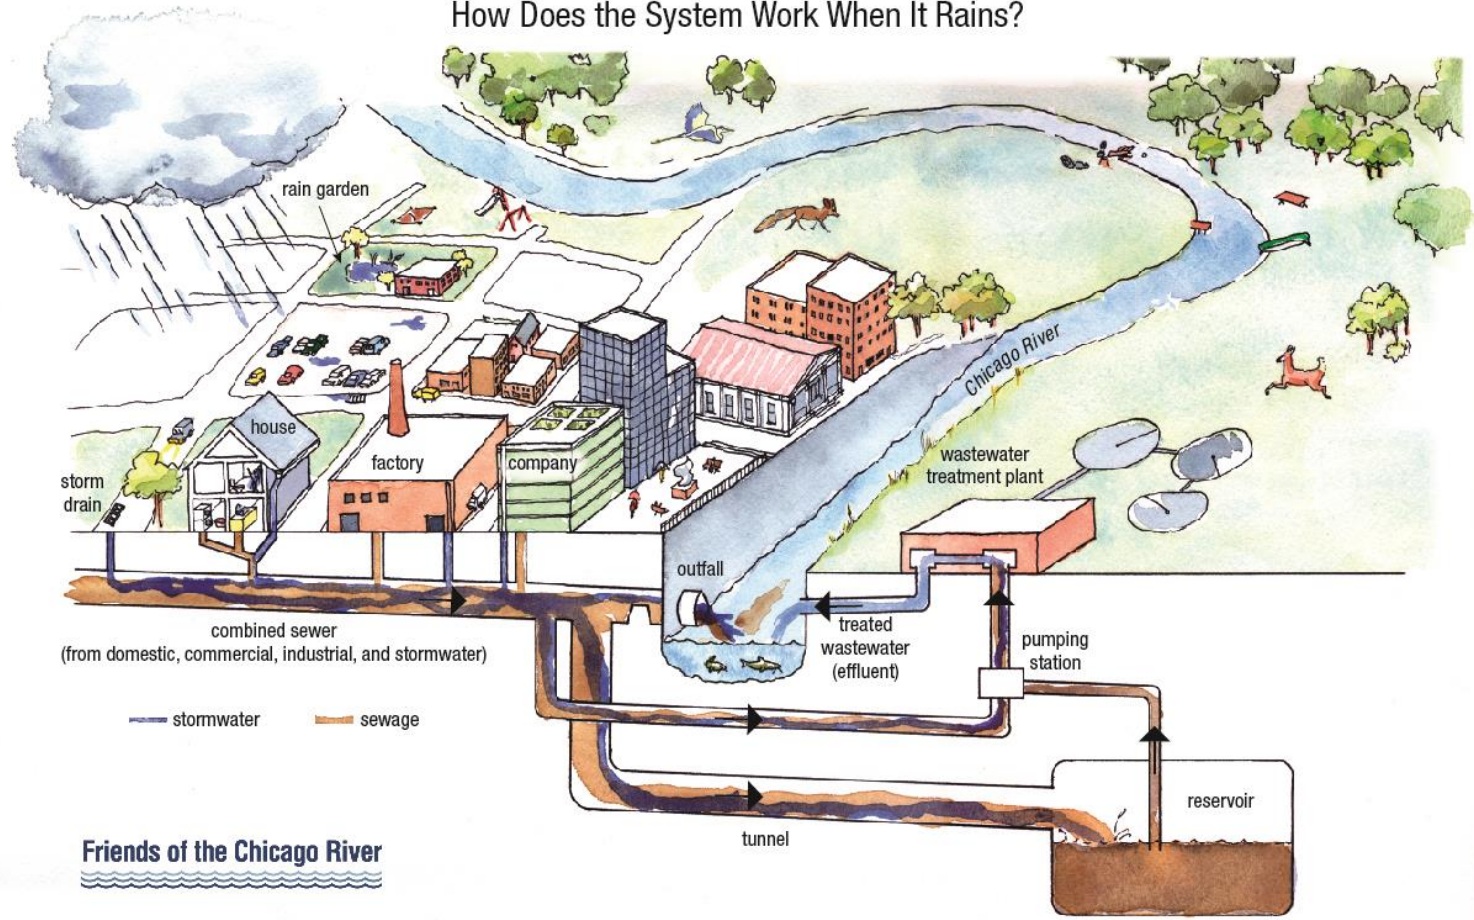 How Does the System Work When It Rains?
rain garden
Chicago River
house
storm
drain
factory
company
wastewater
treatment plant
outfall
combined sewer
(from domestic, commercial, industrial, and stormwater)
treated
wastewater
(effluent)
pumping
station
stormwater
sewage
reservoir
tunnel
Friends of the Chicago River